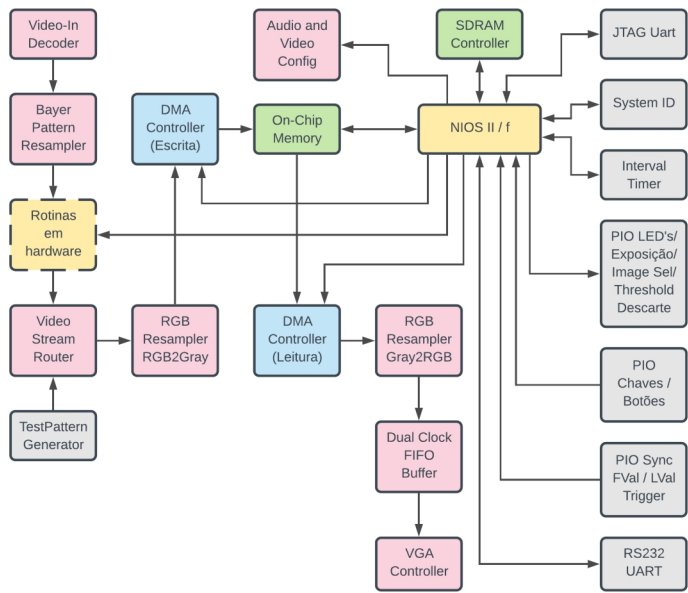 Video-In
Decoder
Audio and
Video
Config
SDRAM
Controller
JTAG Uart
Bayer
Pattern
Resampler
DMA
Controller
(Escrita)
On-Chip
Memory
NIOS II / f
System ID
Interval
Timer
Rotinas
em
hardware
PIO LED's/
Exposição/
Image Sel/
Threshold
Descarte
Video
Stream
Router
RGB
Resampler
RGB2Gray
DMA
Controller
(Leitura)
RGB
Resampler
Gray2RGB
PIO
Chaves /
Botões
TestPattern
Generator
Dual Clock
FIFO
Buffer
PIO Sync
FVal / LVal
Trigger
VGA
Controller
RS232
UART